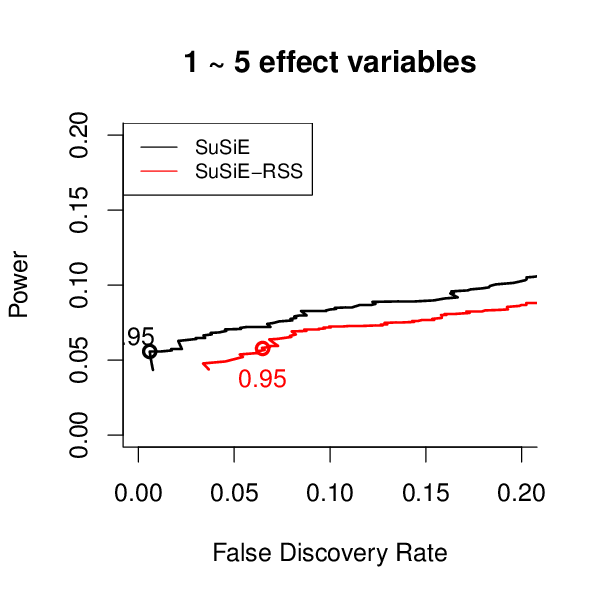 1 ~ 5 effect variables
SuSiE
SuSiE−RSS
0.20
0.15
0.10
0.05
0.00
Power
.95
0.95
0.00 0.05 0.10 0.15 0.20
False Discovery Rate